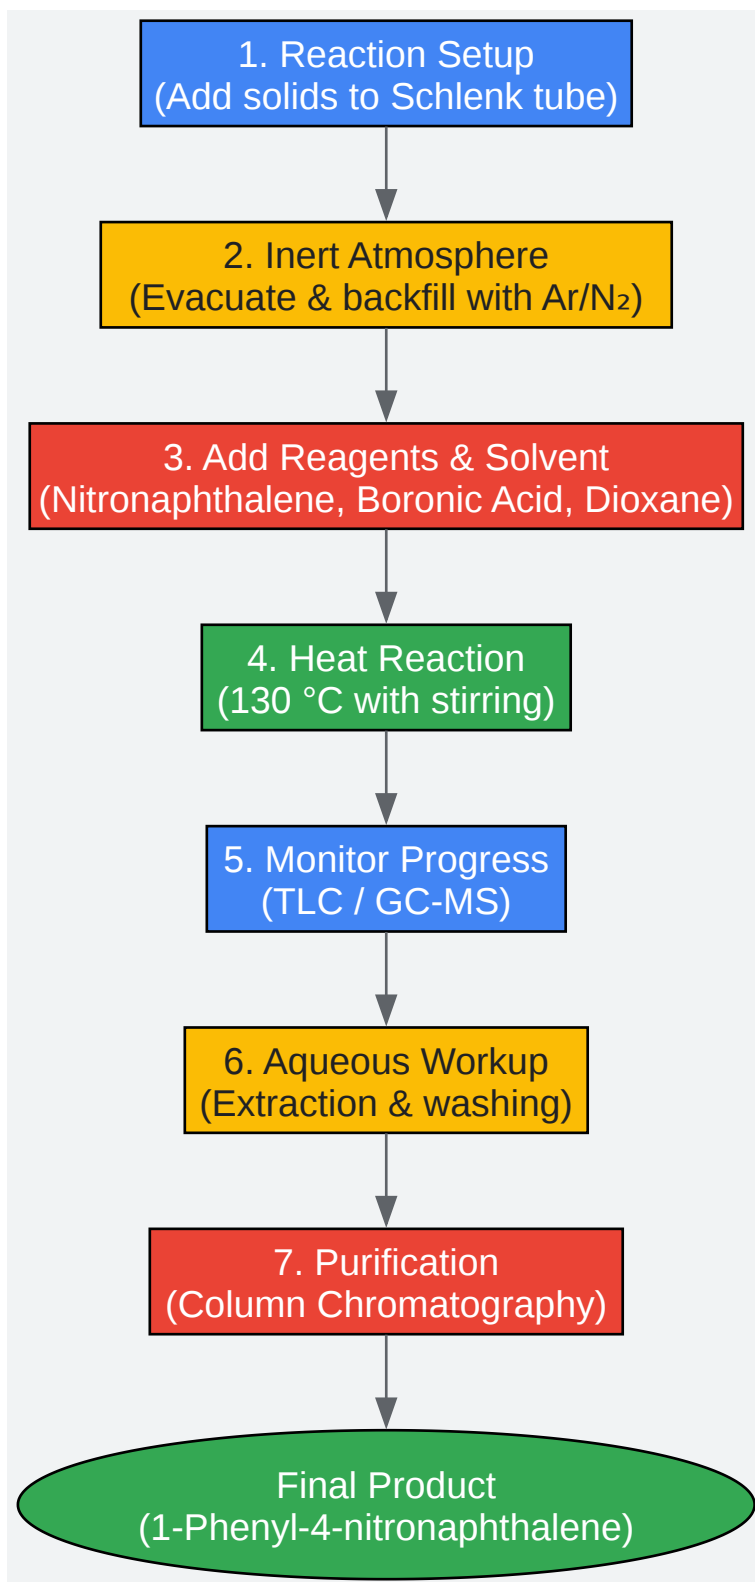 1. Reaction Setup
(Add solids to Schlenk tube)
2. Inert Atmosphere
(Evacuate & backfill with Ar/N₂)
3. Add Reagents & Solvent
(Nitronaphthalene, Boronic Acid, Dioxane)
4. Heat Reaction
(130 °C with stirring)
5. Monitor Progress
(TLC / GC-MS)
6. Aqueous Workup
(Extraction & washing)
7. Purification
(Column Chromatography)
Final Product
(1-Phenyl-4-nitronaphthalene)